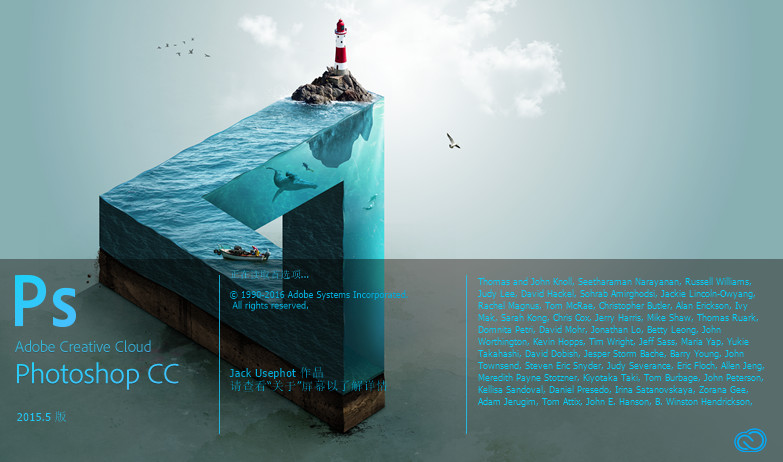 Ps
Adobe Creative Cloud
Photoshop CC
2015.5 版
正在读取首选项...
© 1990-2016 Adobe Systems Incorporated.
All rights reserved.
Jack Usephot 作品
请查看“关于”屏幕以了解详情
Thomas and John Knoll, Seetharaman Narayanan, Russell Williams,
Judy Lee, David Hackel, Sohrab Amirghodsi, Jackie Lincoln-Owyang,
Rachel Magnus, Tom McRae, Christopher Butler, Alan Erickson, Ivy
Mak, Sarah Kong, Chris Cox, Jerry Harris, Mike Shaw, Thomas Ruark,
Domnita Petri, David Mohr, Jonathan Lo, Betty Leong, John
Worthington, Kevin Hopps, Tim Wright, Jeff Sass, Maria Yap, Yukie
Takahashi, David Dobish, Jesper Storm Bache, Barry Young, John
Townsend, Steven Eric Snyder, Judy Severance, Eric Floch, Allen Jeng,
Meredith Payne Stotzner, Kiyotaka Taki, Tom Burbage, John Peterson,
Kellisa Sandoval, Daniel Presedo, Irina Satanovskaya, Zorana Gee,
Adam Jerugim, Tom Attix, John E. Hanson, B. Winston Hendrickson,